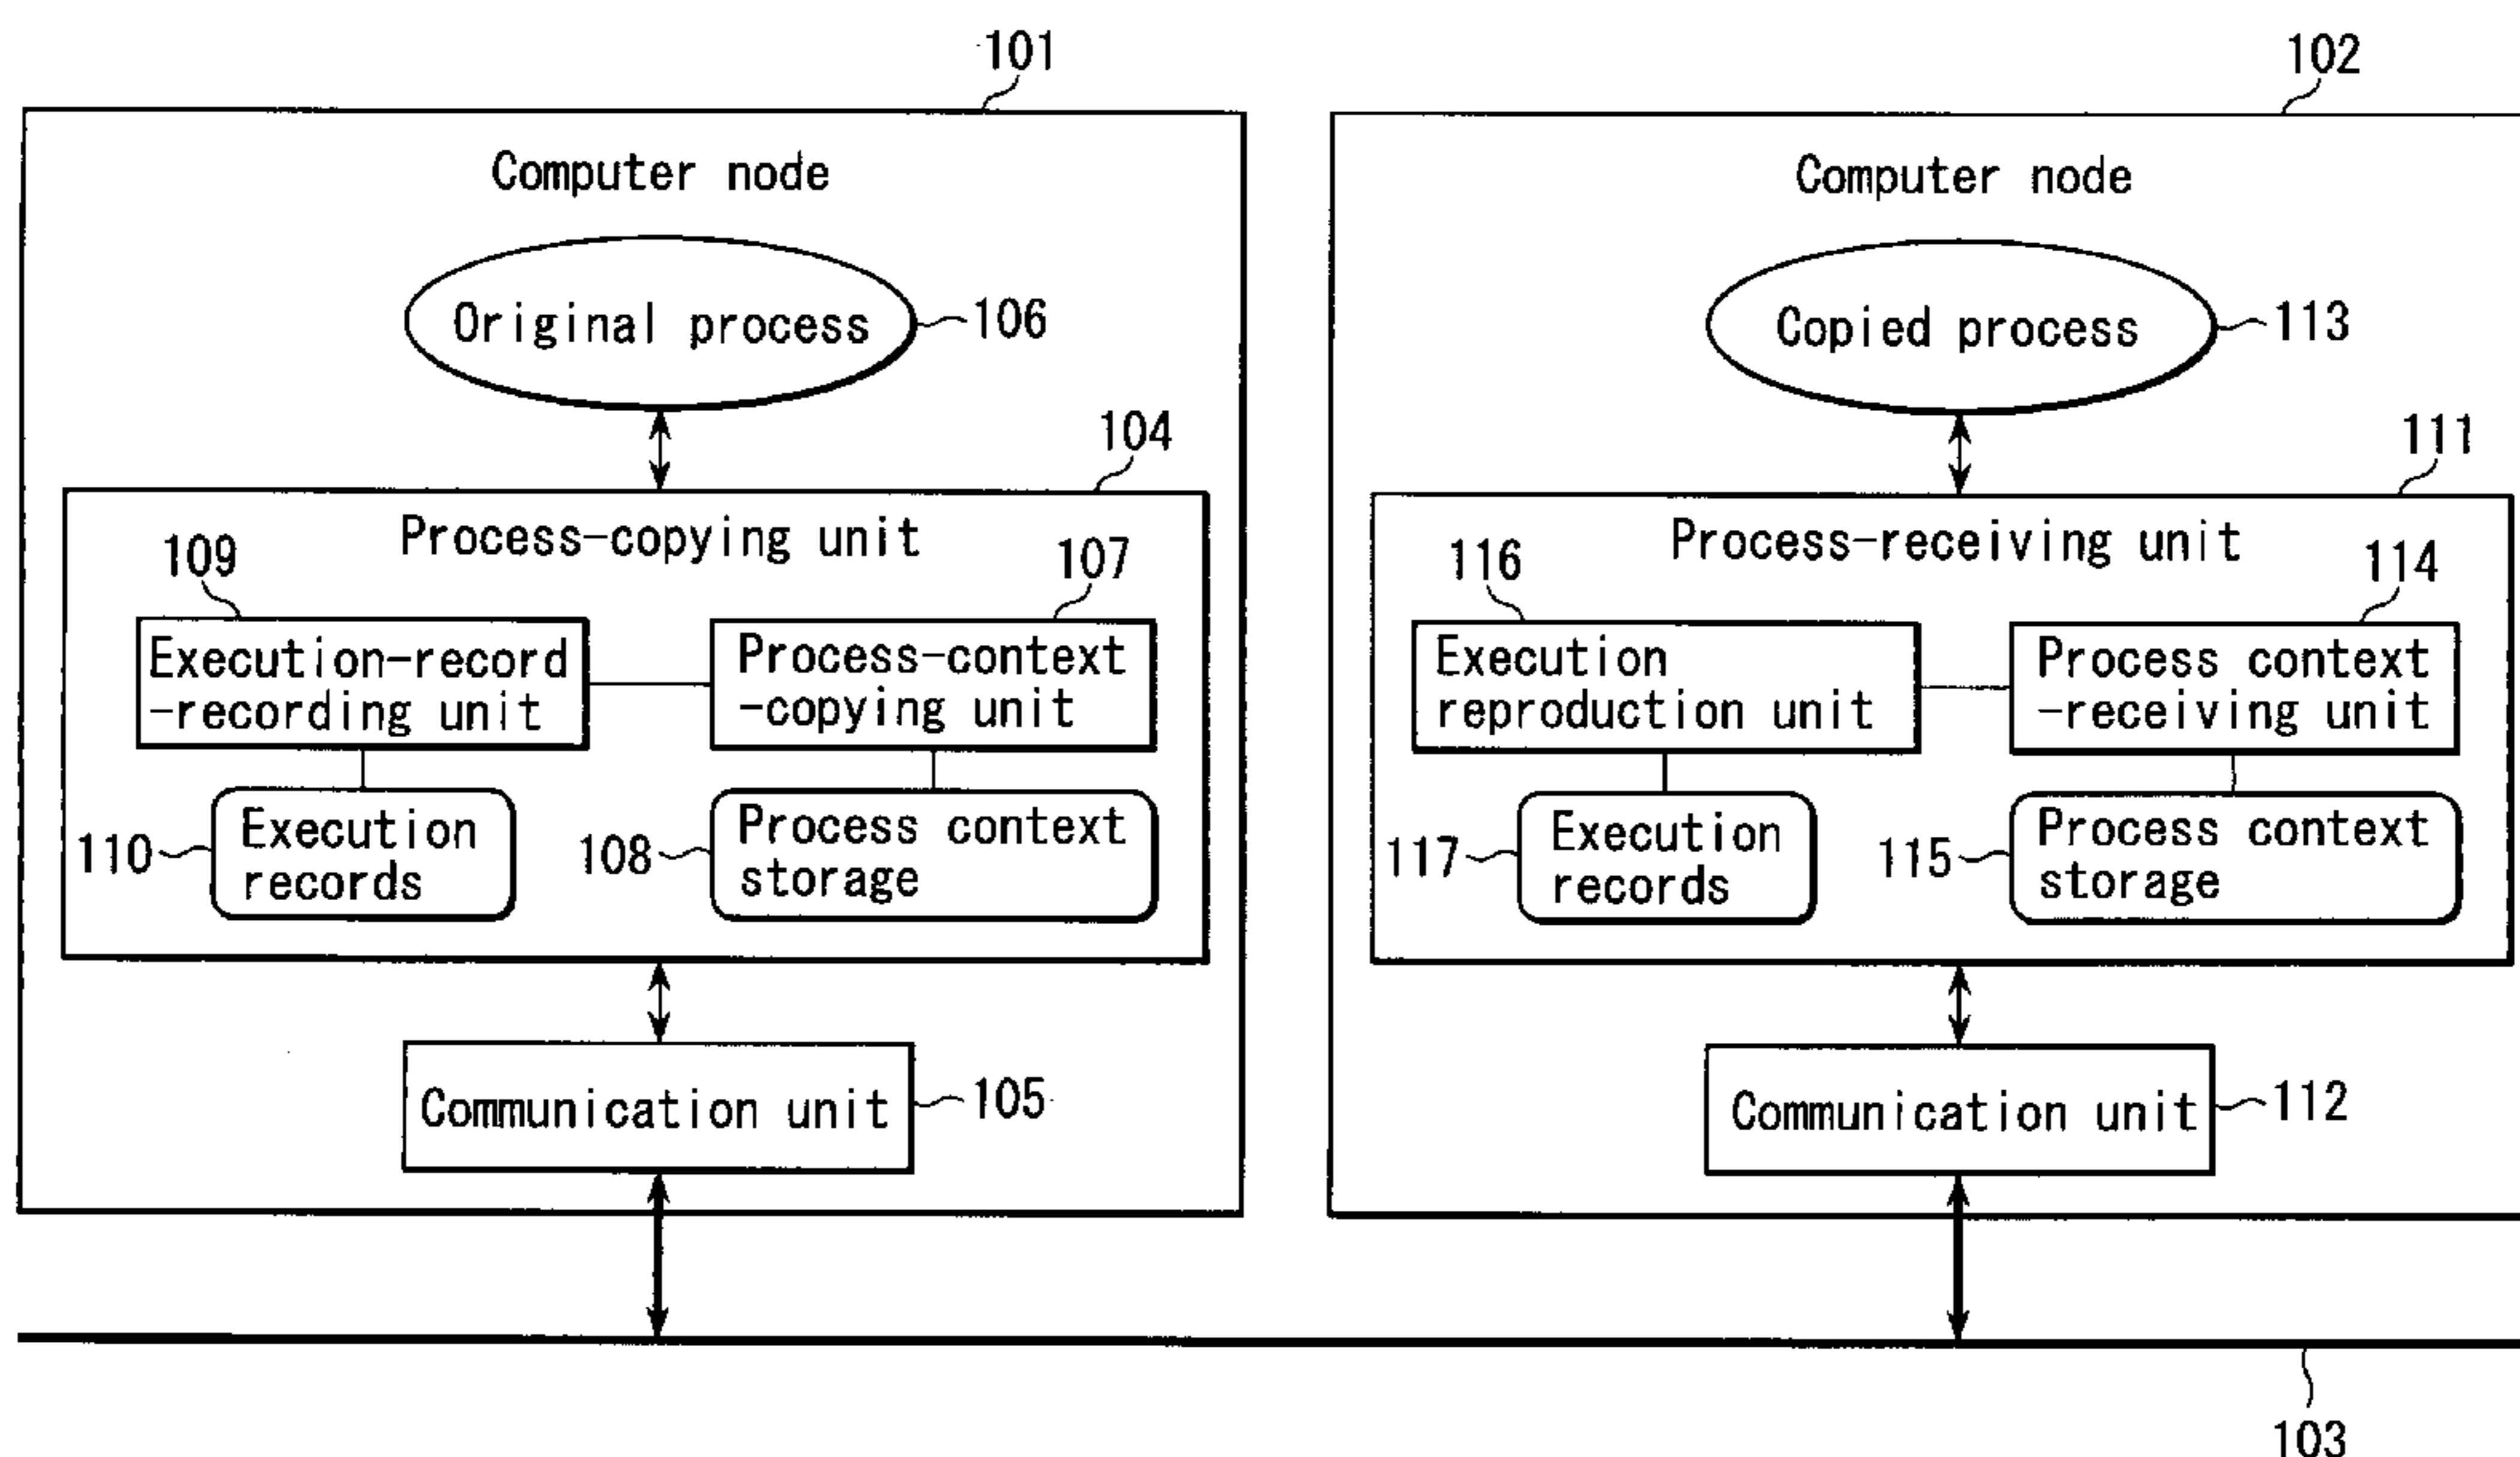 101
Computer node
Original process
106
104
Process-copying unit
109
107
Execution-record
-recording unit
Process-context
-copying unit
110
Execution
records
108
Process context
storage
Communication unit
105
102
Computer node
Copied process
113
111
Process-receiving unit
116
114
Execution
reproduction unit
Process context
-receiving unit
117
Execution
records
115
Process context
storage
Communication unit
112
103